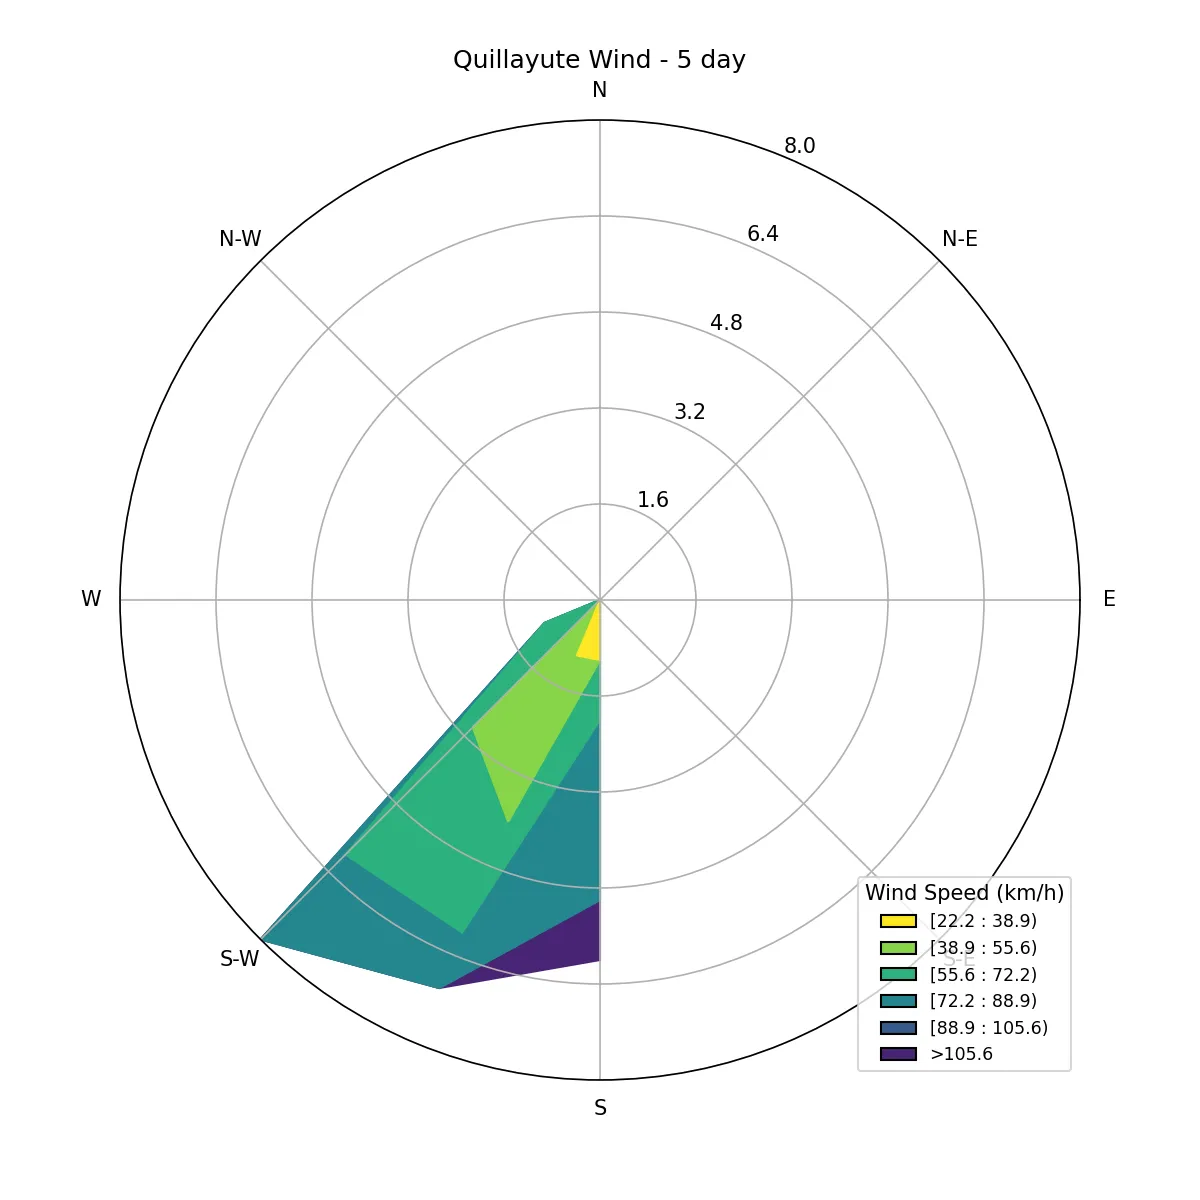 Quillayute Wind - 5 day
N
8.0
N-W
N-E
6.4
4.8
3.2
1.6
W
E
S-W
S-E
Wind Speed (km/h)
[22.2 : 38.9)
[38.9 : 55.6)
[55.6 : 72.2)
[72.2 : 88.9)
[88.9 : 105.6)
>105.6
S